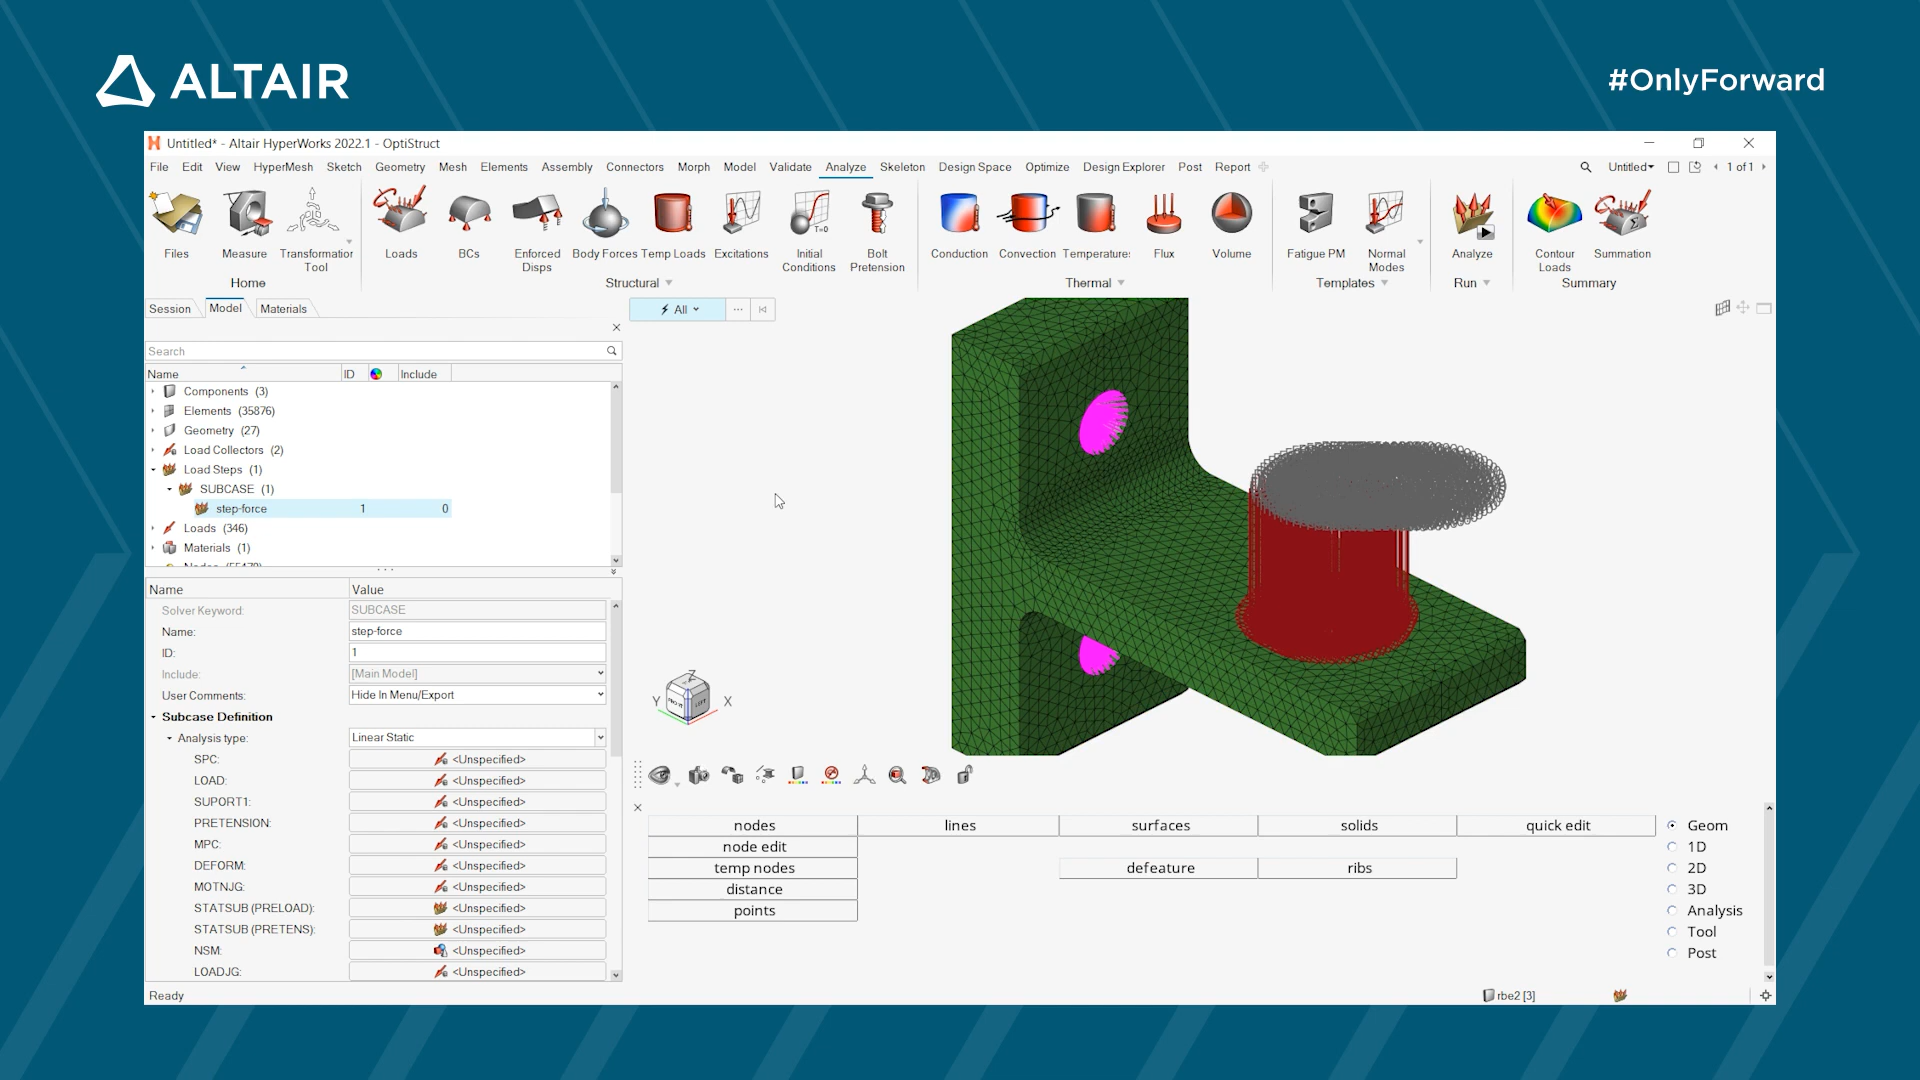 ALTAIR
#OnlyForward
Untitled* - Altair HyperWorks 2022.1 - OptiStruct
File Edit View HyperMesh Sketch Geometry Mesh Elements Assembly Connectors Morph Model Validate Analyze Skeleton Design Space Optimize Design Explorer Post Report Untitled 1 of 1
Files Measure Transformation Tool Loads BCs Enforced Disps Body Forces Temp Loads Excitations Initial Conditions Bolt Pretension Conduction Convection Temperature: Flux Volume Fatigue PM Normal Modes Analyze Contour Loads Summation
T=0
Home Structural Thermal Templates Run Summary
Session Model Materials
All
Search
Name ID Include
Components (3)
Elements (35876)
Geometry (27)
Load Collectors (2)
Load Steps (1)
SUBCASE (1)
step-force 1 0
Loads (346)
Materials (1)
Name Value
Solver Keyword: SUBCASE
Name: step-force
ID: 1
Include: [Main Model]
User Comments: Hide In Menu/Export
Subcase Definition
Analysis type: Linear Static
SPC: <Unspecified>
LOAD: <Unspecified>
SUPORT1: <Unspecified>
PRETENSION: <Unspecified>
MPC: <Unspecified>
DEFORM: <Unspecified>
MOTNJG: <Unspecified>
STATSUB (PRELOAD): <Unspecified>
STATSUB (PRETENS): <Unspecified>
NSM: <Unspecified>
LOADJG: <Unspecified>
Z
Y X
LEFT
nodes lines surfaces solids quick edit
node edit
temp nodes defeature ribs
distance
points
Geom
1D
2D
3D
Analysis
Tool
Post
Ready rbe2 [3]